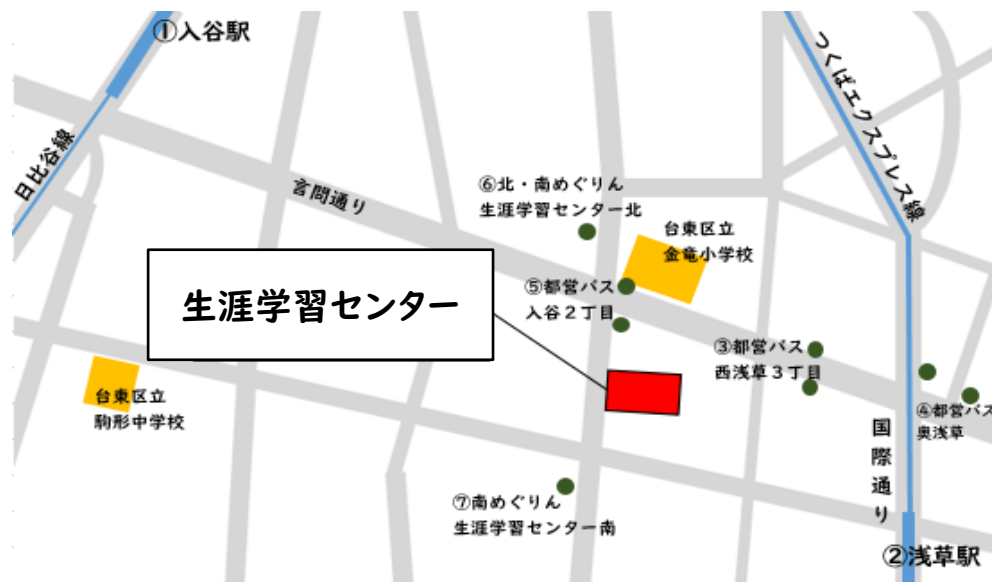 ①入谷駅
日比谷線
言問通り
つくばエクスプレス線
⑥北・南めぐりん
生涯学習センター北
台東区立
金竜小学校
生涯学習センター
⑤都営バス
入谷２丁目
③都営バス
西浅草３丁目
台東区立
駒形中学校
④都営バス
奥浅草
国際通り
⑦南めぐりん
生涯学習センター南
②浅草駅